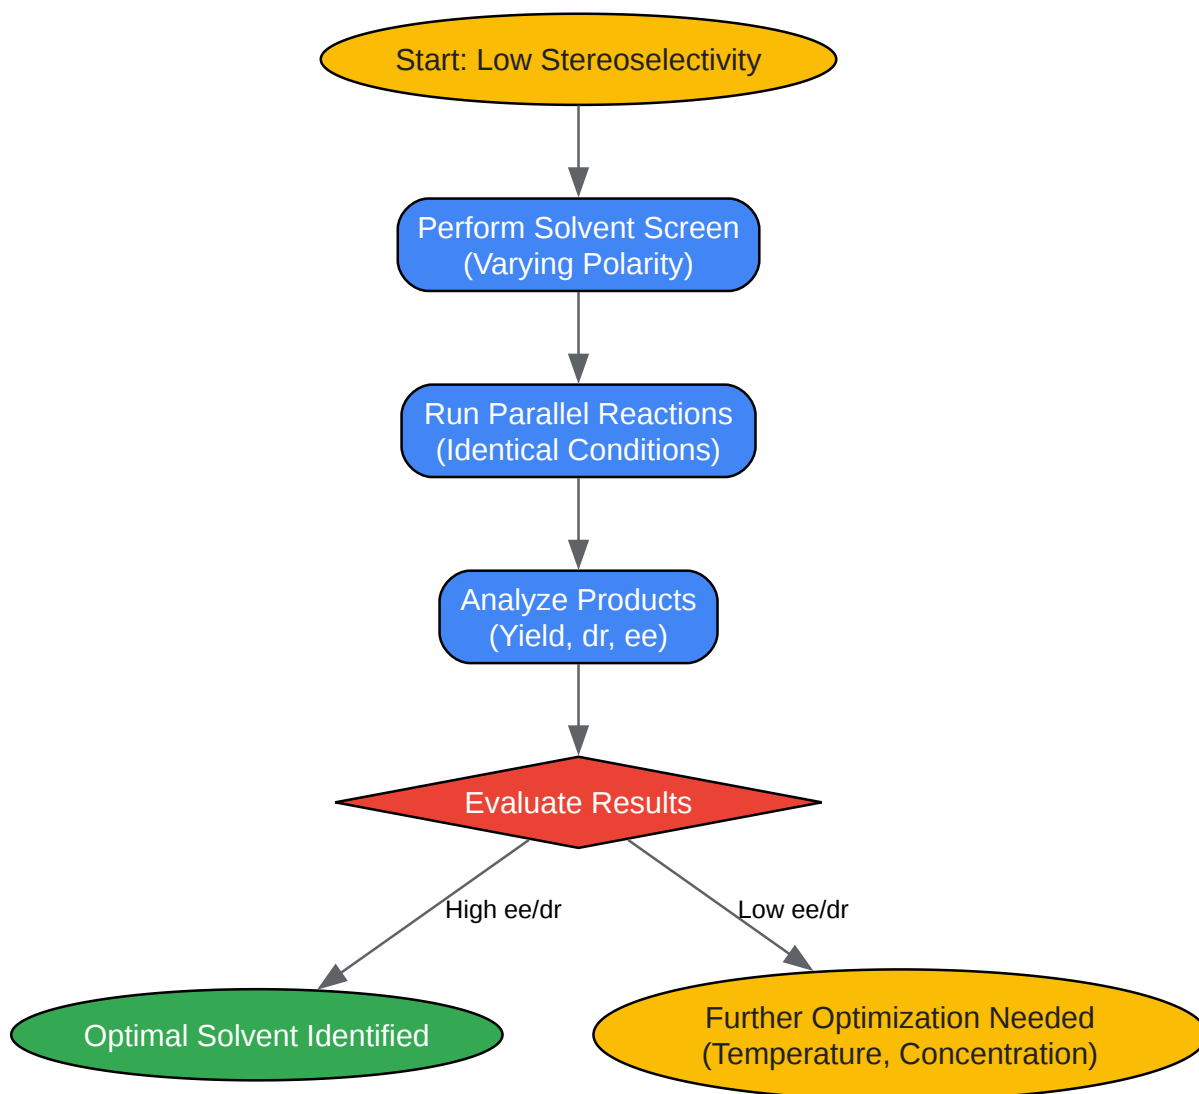 Start: Low Stereoselectivity
Perform Solvent Screen
(Varying Polarity)
Run Parallel Reactions
(Identical Conditions)
Analyze Products
(Yield, dr, ee)
Evaluate Results
High ee/dr
Low ee/dr
Optimal Solvent Identified
Further Optimization Needed
(Temperature, Concentration)